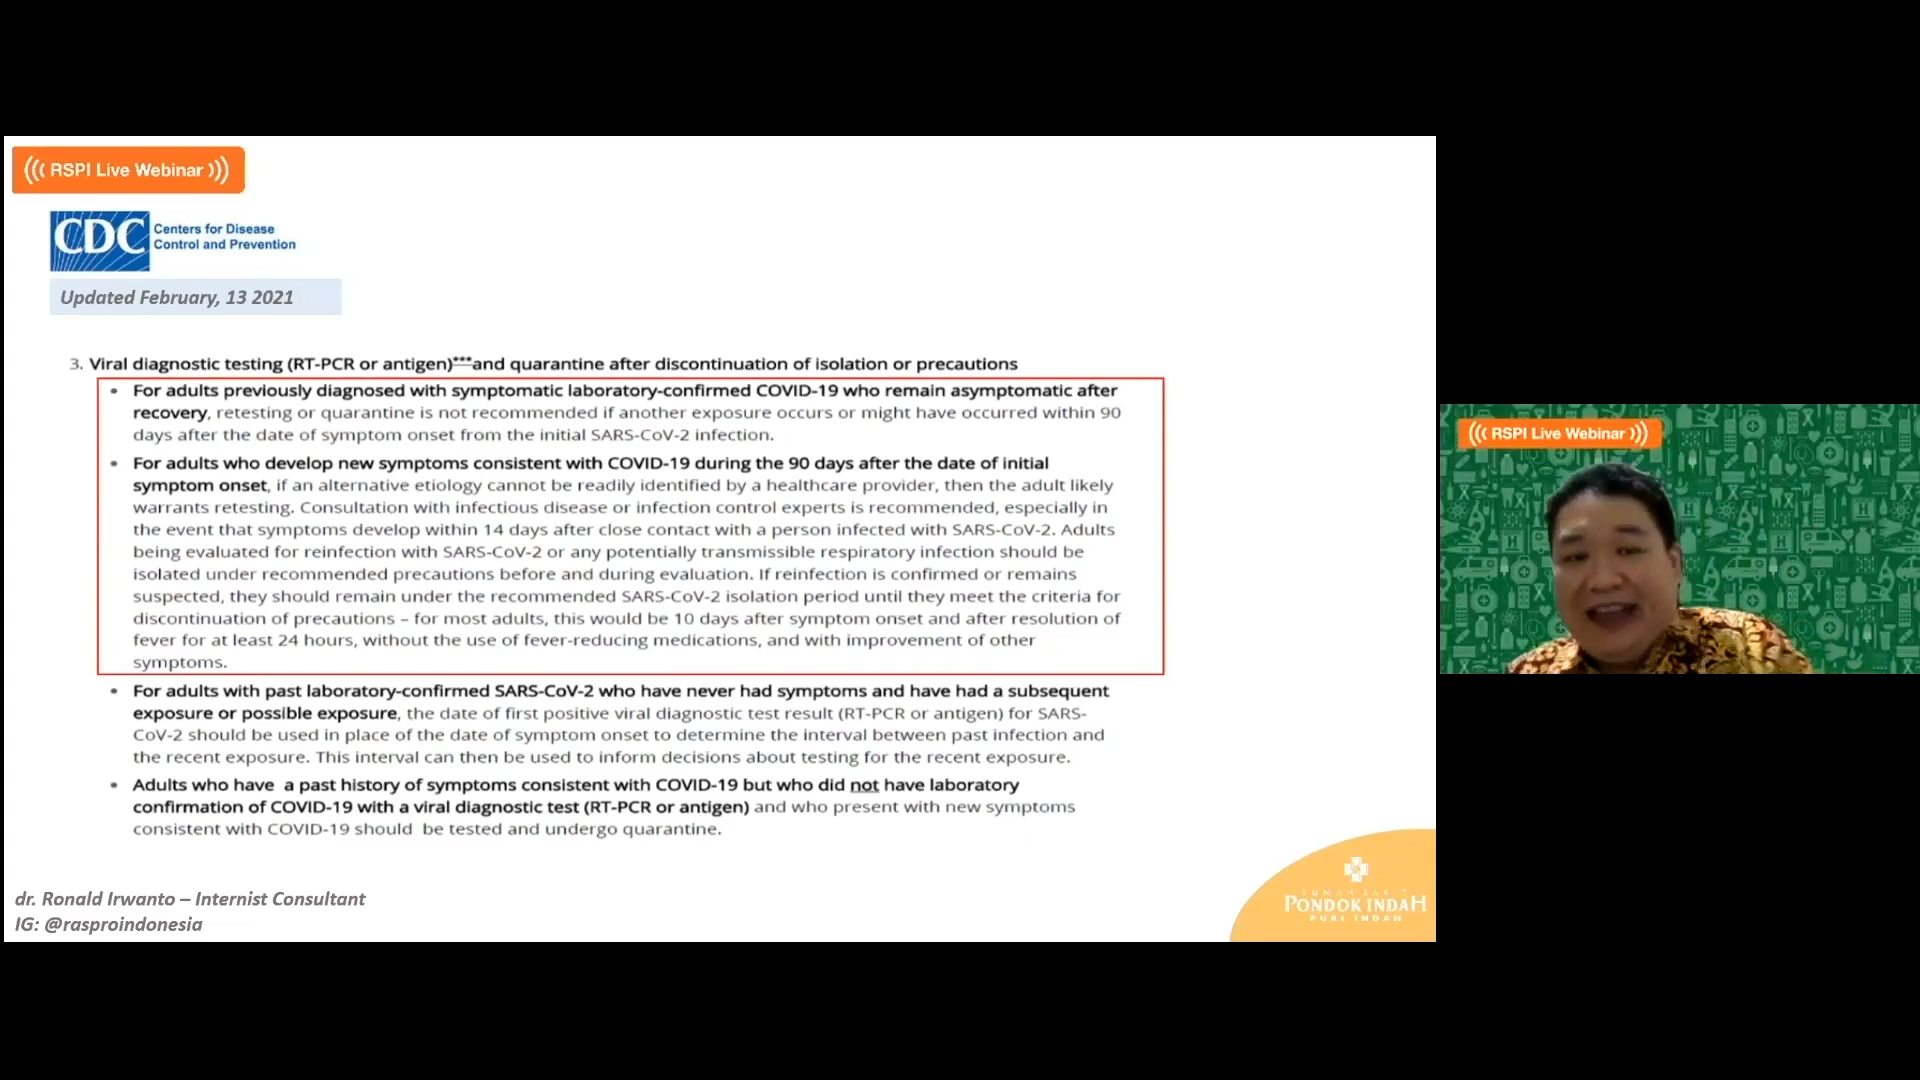 ((( RSPI Live Webinar )))
CDC
Centers for Disease
Control and Prevention
Updated February, 13 2021
3. Viral diagnostic testing (RT-PCR or antigen)***and quarantine after discontinuation of isolation or precautions
• For adults previously diagnosed with symptomatic laboratory-confirmed COVID-19 who remain asymptomatic after
recovery, retesting or quarantine is not recommended if another exposure occurs or might have occurred within 90
days after the date of symptom onset from the initial SARS-CoV-2 infection.
• For adults who develop new symptoms consistent with COVID-19 during the 90 days after the date of initial
symptom onset, if an alternative etiology cannot be readily identified by a healthcare provider, then the adult likely
warrants retesting. Consultation with infectious disease or infection control experts is recommended, especially in
the event that symptoms develop within 14 days after close contact with a person infected with SARS-CoV-2. Adults
being evaluated for reinfection with SARS-CoV-2 or any potentially transmissible respiratory infection should be
isolated under recommended precautions before and during evaluation. If reinfection is confirmed or remains
suspected, they should remain under the recommended SARS-CoV-2 isolation period until they meet the criteria for
discontinuation of precautions – for most adults, this would be 10 days after symptom onset and after resolution of
fever for at least 24 hours, without the use of fever-reducing medications, and with improvement of other
symptoms.
• For adults with past laboratory-confirmed SARS-CoV-2 who have never had symptoms and have had a subsequent
exposure or possible exposure, the date of first positive viral diagnostic test result (RT-PCR or antigen) for SARS-
CoV-2 should be used in place of the date of symptom onset to determine the interval between past infection and
the recent exposure. This interval can then be used to inform decisions about testing for the recent exposure.
• Adults who have a past history of symptoms consistent with COVID-19 but who did not have laboratory
confirmation of COVID-19 with a viral diagnostic test (RT-PCR or antigen) and who present with new symptoms
consistent with COVID-19 should be tested and undergo quarantine.
dr. Ronald Irwanto – Internist Consultant
IG: @rasproindonesia
RUMAH SAKIT
PONDOK INDAH
PURI INDAH
((( RSPI Live Webinar )))